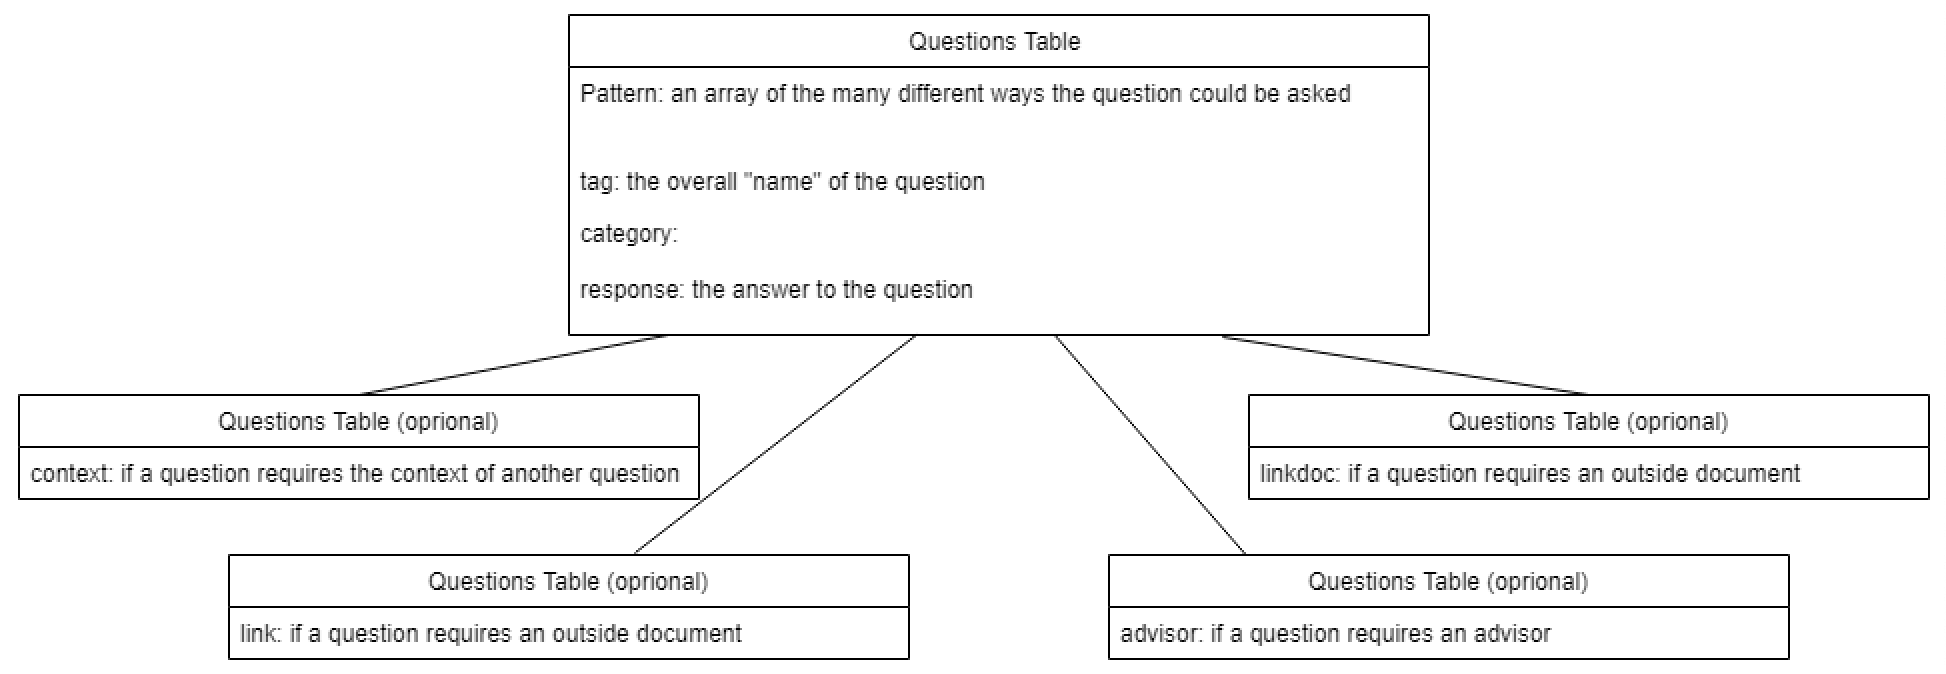 Questions Table
Pattern: an array of the many different ways the question could be asked
tag: the overall "name" of the question
category:
response: the answer to the question
Questions Table (oprional)
context: if a question requires the context of another question
Questions Table (oprional)
linkdoc: if a question requires an outside document
Questions Table (oprional)
link: if a question requires an outside document
Questions Table (oprional)
advisor: if a question requires an advisor